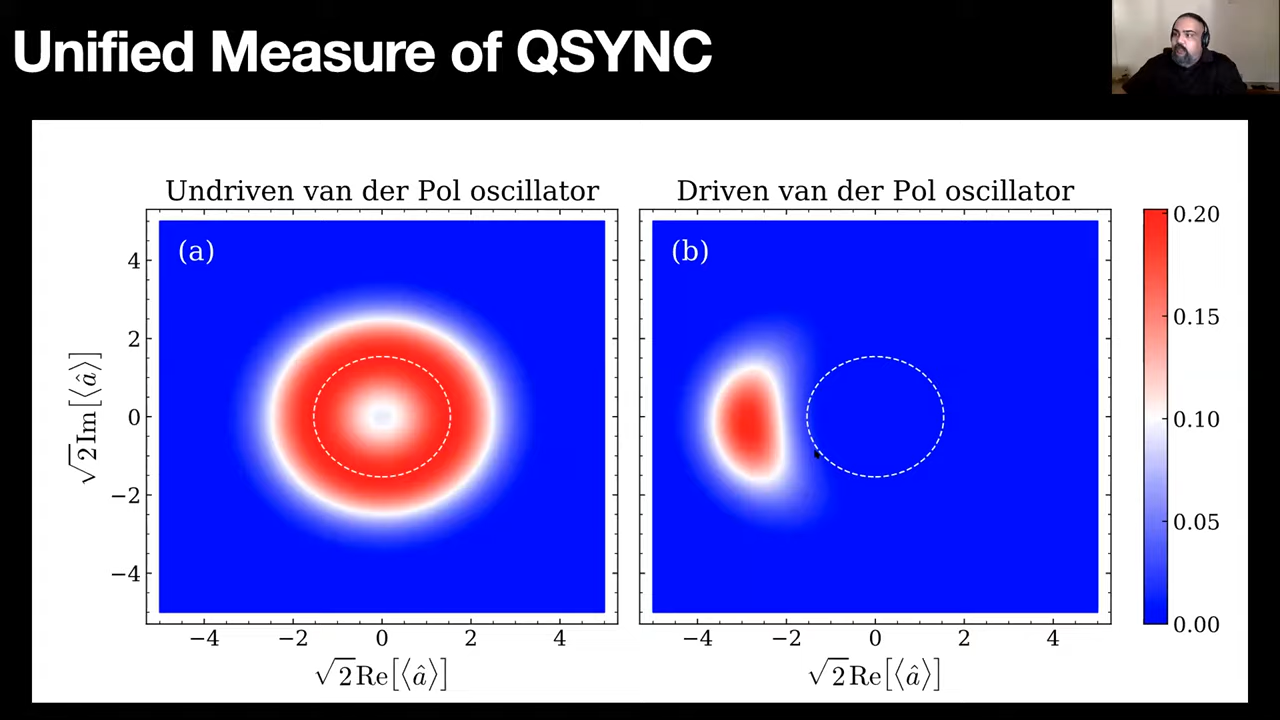 Unified Measure of QSYNC
Undriven van der Pol oscillator
Driven van der Pol oscillator
(a)
(b)
4
2
0
−2
−4
√2Im[⟨â⟩]
−4 −2 0 2 4
√2Re[⟨â⟩]
−4 −2 0 2 4
√2Re[⟨â⟩]
0.20
0.15
0.10
0.05
0.00